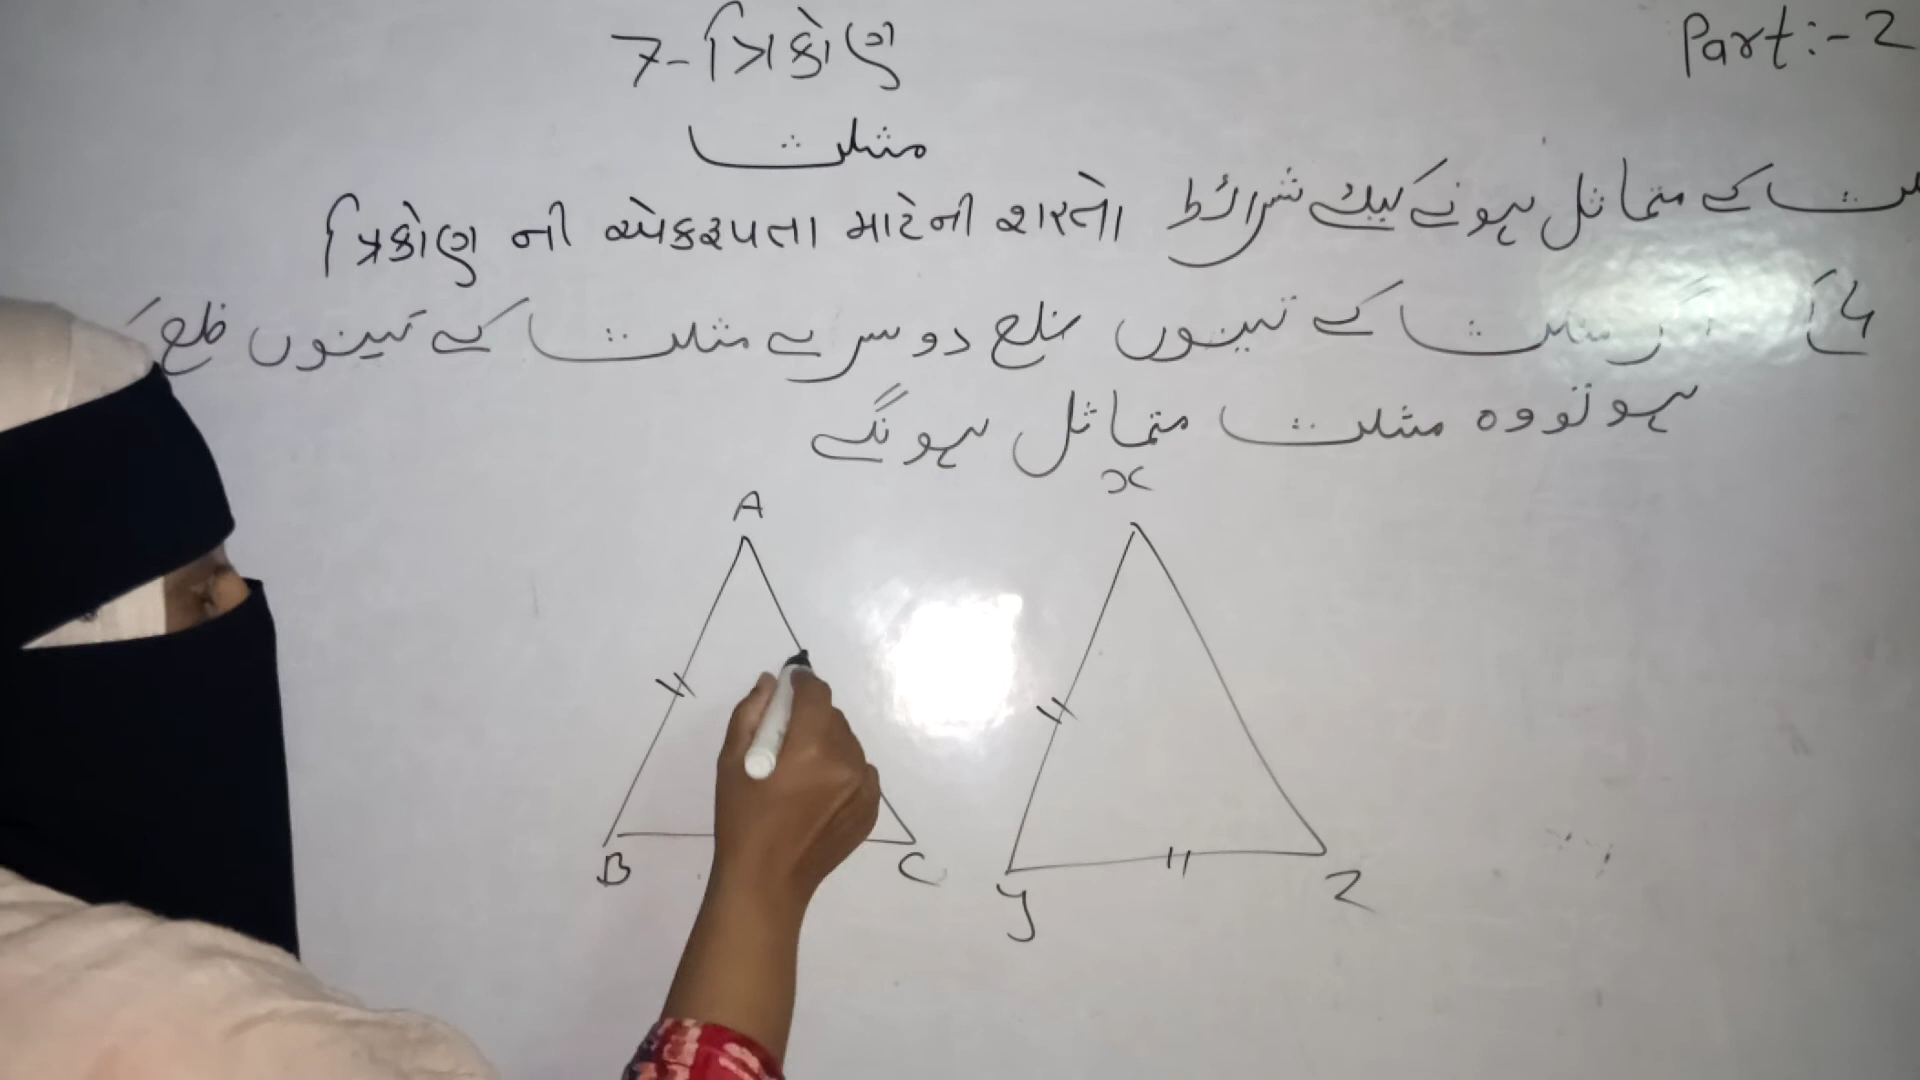 7-ત્રિકોણ
Part:-2
مثلث
ત્રિકોણ ની એકરૂપતા માટેની શરતો
کے متماثل ہونے کیلئے شرائط
مثلث کے تینوں ضلع دوسرے مثلث کے تینوں ضلع
ہو تو وہ مثلث متماثل ہونگے
A
X
B
C
Y
Z